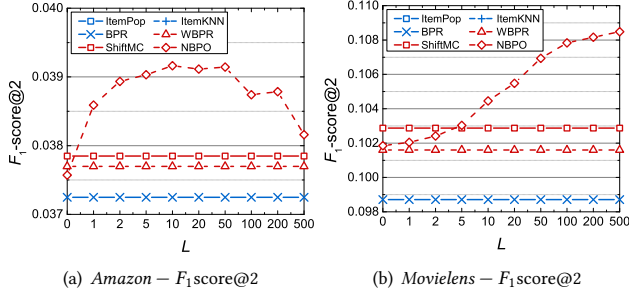 0.040
0.039
0.038
0.037
F1-score@2
ItemPop
ItemKNN
BPR
WBPR
ShiftMC
NBPO
0 1 2 5 10 20 50 100 200 500
L
(a) Amazon − F1score@2
0.110
0.108
0.106
0.104
0.102
0.100
0.098
F1-score@2
ItemPop
ItemKNN
BPR
WBPR
ShiftMC
NBPO
0 1 2 5 10 20 50 100 200 500
L
(b) Movielens − F1score@2